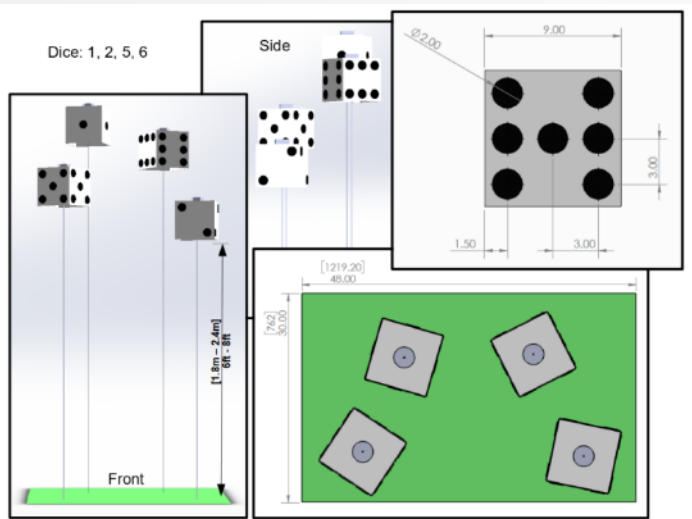 Dice: 1, 2, 5, 6
Side
Front
[1.8m – 2.4m]
6ft - 8ft
9.00
Ø2.00
3.00
1.50
3.00
[1219.20]
48.00
[762]
30.00